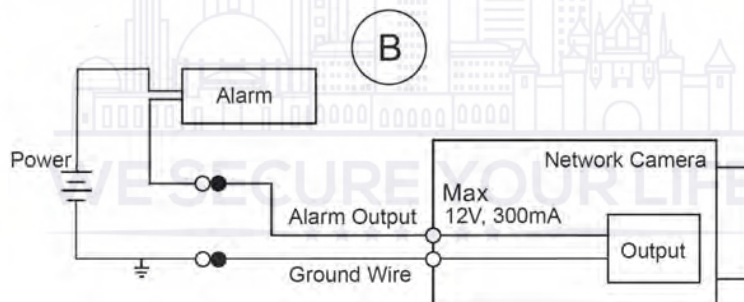 B
Alarm
Power
Network Camera
Max
12V, 300mA
Alarm Output
Output
Ground Wire
WE SECURE YOUR LIFE